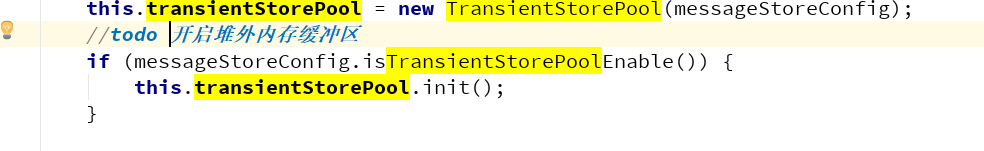 this.transientStorePool = new TransientStorePool(messageStoreConfig);
//todo 开启堆外内存缓冲区
if (messageStoreConfig.isTransientStorePoolEnable()) {
this.transientStorePool.init();
}